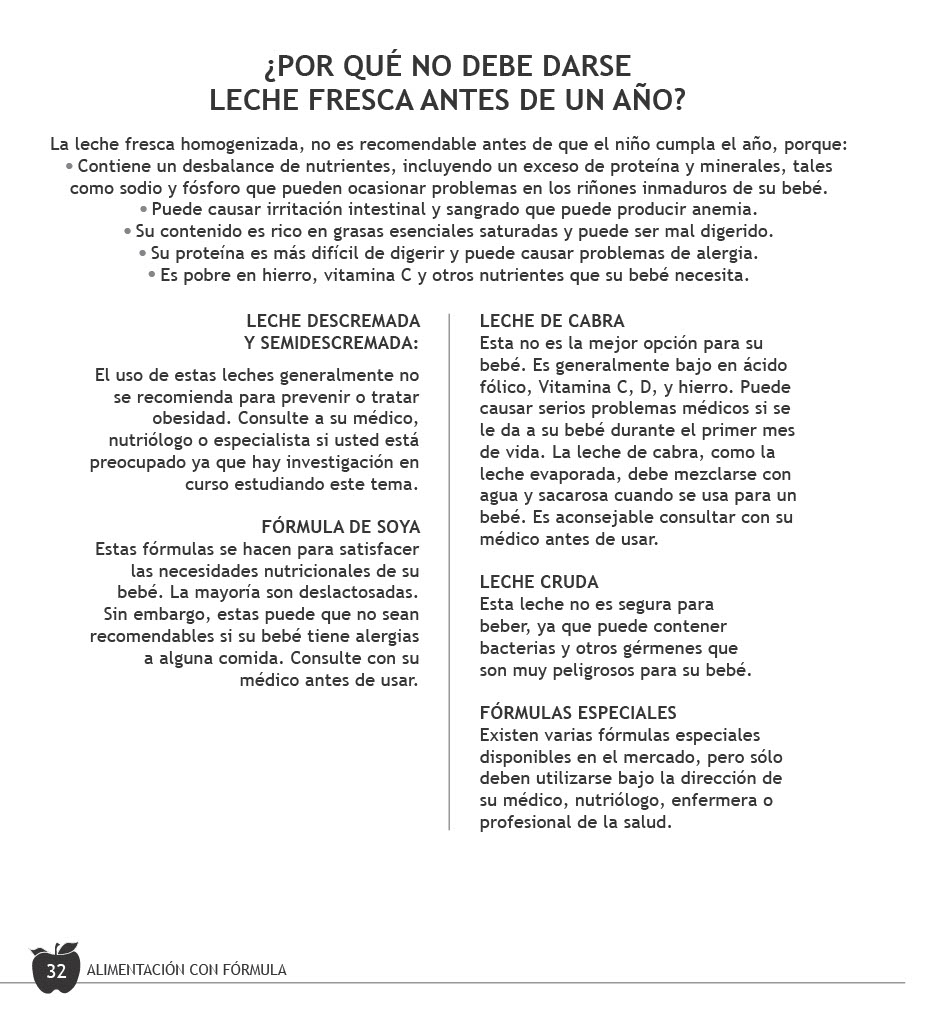 ¿POR QUÉ NO DEBE DARSE
LECHE FRESCA ANTES DE UN AÑO?
La leche fresca homogenizada, no es recomendable antes de que el niño cumpla el año, porque:
• Contiene un desbalance de nutrientes, incluyendo un exceso de proteína y minerales, tales
como sodio y fósforo que pueden ocasionar problemas en los riñones inmaduros de su bebé.
• Puede causar irritación intestinal y sangrado que puede producir anemia.
• Su contenido es rico en grasas esenciales saturadas y puede ser mal digerido.
• Su proteína es más difícil de digerir y puede causar problemas de alergia.
• Es pobre en hierro, vitamina C y otros nutrientes que su bebé necesita.
LECHE DESCREMADA
Y SEMIDESCREMADA:
El uso de estas leches generalmente no
se recomienda para prevenir o tratar
obesidad. Consulte a su médico,
nutriólogo o especialista si usted está
preocupado ya que hay investigación en
curso estudiando este tema.
FÓRMULA DE SOYA
Estas fórmulas se hacen para satisfacer
las necesidades nutricionales de su
bebé. La mayoría son deslactosadas.
Sin embargo, estas puede que no sean
recomendables si su bebé tiene alergias
a alguna comida. Consulte con su
médico antes de usar.
LECHE DE CABRA
Esta no es la mejor opción para su
bebé. Es generalmente bajo en ácido
fólico, Vitamina C, D, y hierro. Puede
causar serios problemas médicos si se
le da a su bebé durante el primer mes
de vida. La leche de cabra, como la
leche evaporada, debe mezclarse con
agua y sacarosa cuando se usa para un
bebé. Es aconsejable consultar con su
médico antes de usar.
LECHE CRUDA
Esta leche no es segura para
beber, ya que puede contener
bacterias y otros gérmenes que
son muy peligrosos para su bebé.
FÓRMULAS ESPECIALES
Existen varias fórmulas especiales
disponibles en el mercado, pero sólo
deben utilizarse bajo la dirección de
su médico, nutriólogo, enfermera o
profesional de la salud.
32 ALIMENTACIÓN CON FÓRMULA